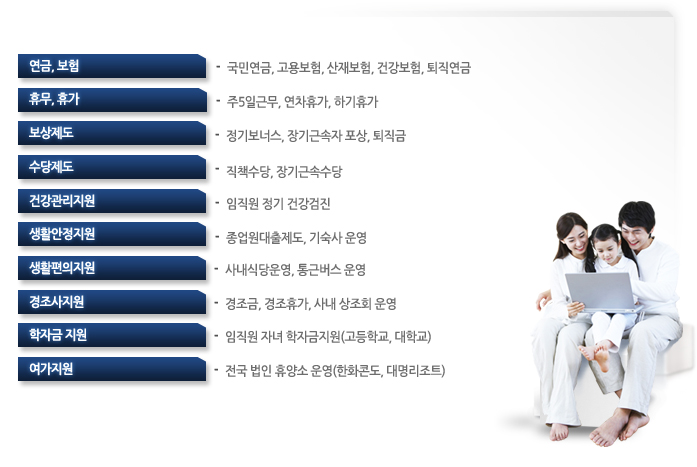 연금, 보험 - 국민연금, 고용보험, 산재보험, 건강보험, 퇴직연금
휴무, 휴가 - 주5일근무, 연차휴가, 하기휴가
보상제도 - 정기보너스, 장기근속자 포상, 퇴직금
수당제도 - 직책수당, 장기근속수당
건강관리지원 - 임직원 정기 건강검진
생활안정지원 - 종업원대출제도, 기숙사 운영
생활편의지원 - 사내식당운영, 통근버스 운영
경조사지원 - 경조금, 경조휴가, 사내 상조회 운영
학자금 지원 - 임직원 자녀 학자금지원(고등학교, 대학교)
여가지원 - 전국 법인 휴양소 운영(한화콘도, 대명리조트)